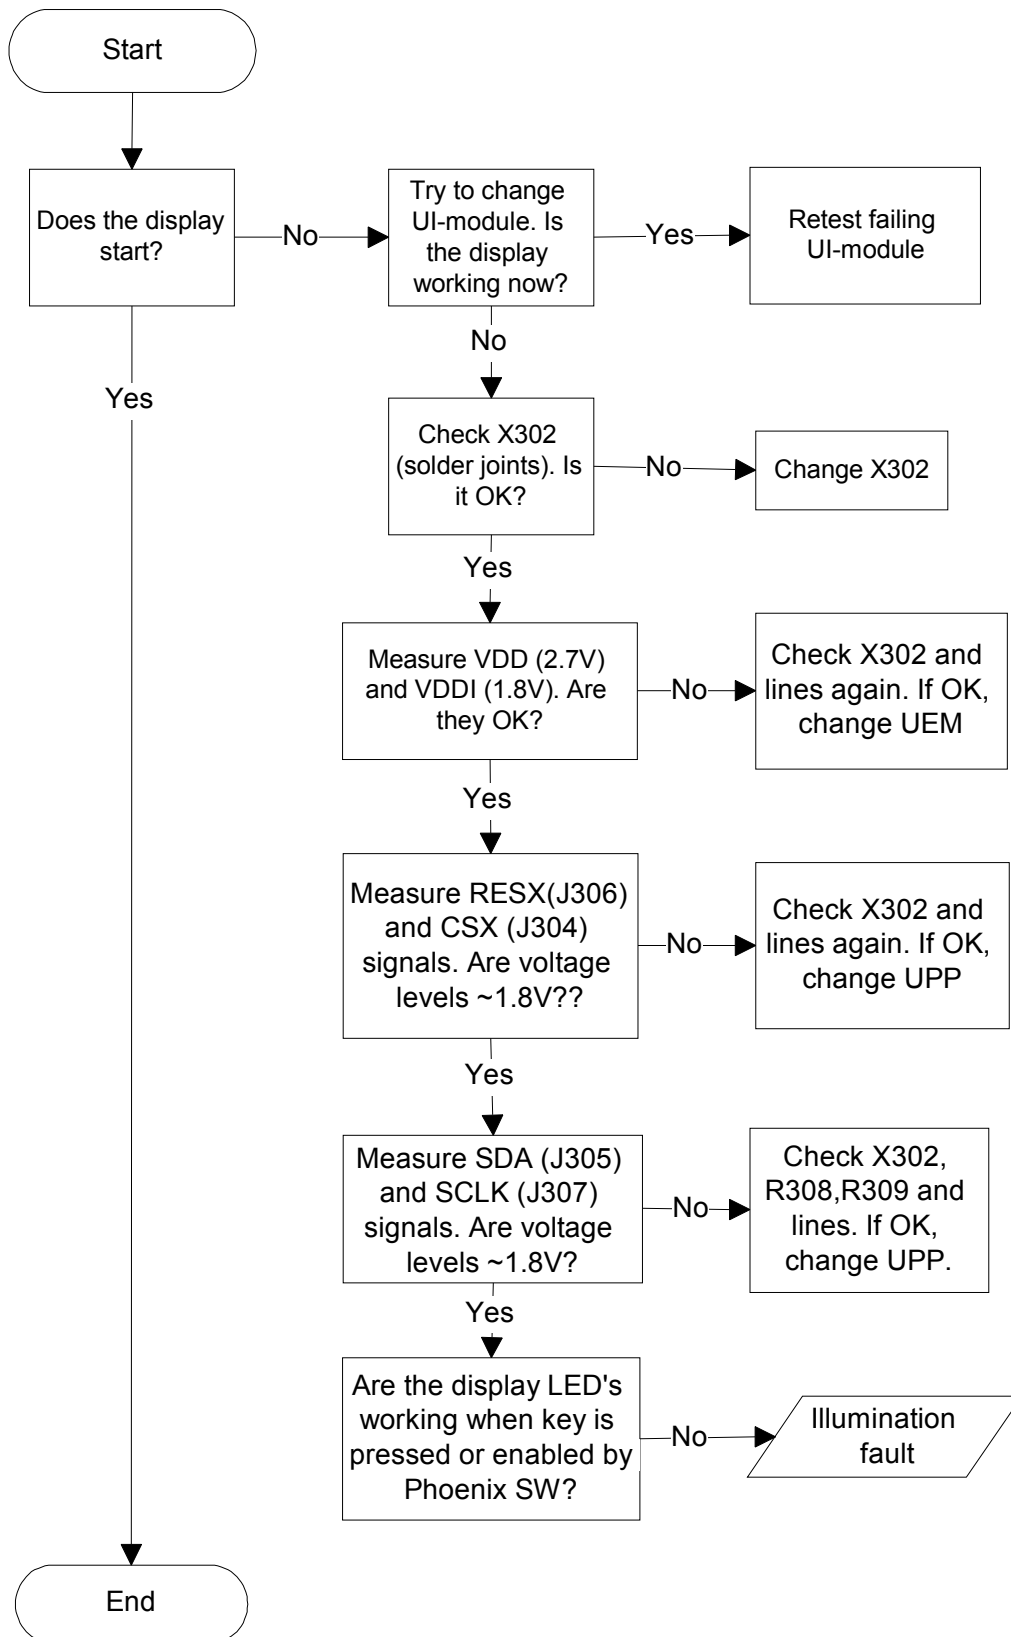 Start
Does the display
start?
No
Try to change
UI-module. Is
the display
working now?
Yes
Retest failing
UI-module
No
Yes
Check X302
(solder joints). Is
it OK?
No
Change X302
Yes
Measure VDD (2.7V)
and VDDI (1.8V). Are
they OK?
No
Check X302 and
lines again. If OK,
change UEM
Yes
Measure RESX(J306)
and CSX (J304)
signals. Are voltage
levels ~1.8V??
No
Check X302 and
lines again. If OK,
change UPP
Yes
Measure SDA (J305)
and SCLK (J307)
signals. Are voltage
levels ~1.8V?
No
Check X302,
R308,R309 and
lines. If OK,
change UPP.
Yes
Are the display LED's
working when key is
pressed or enabled by
Phoenix SW?
No
Illumination
fault
End